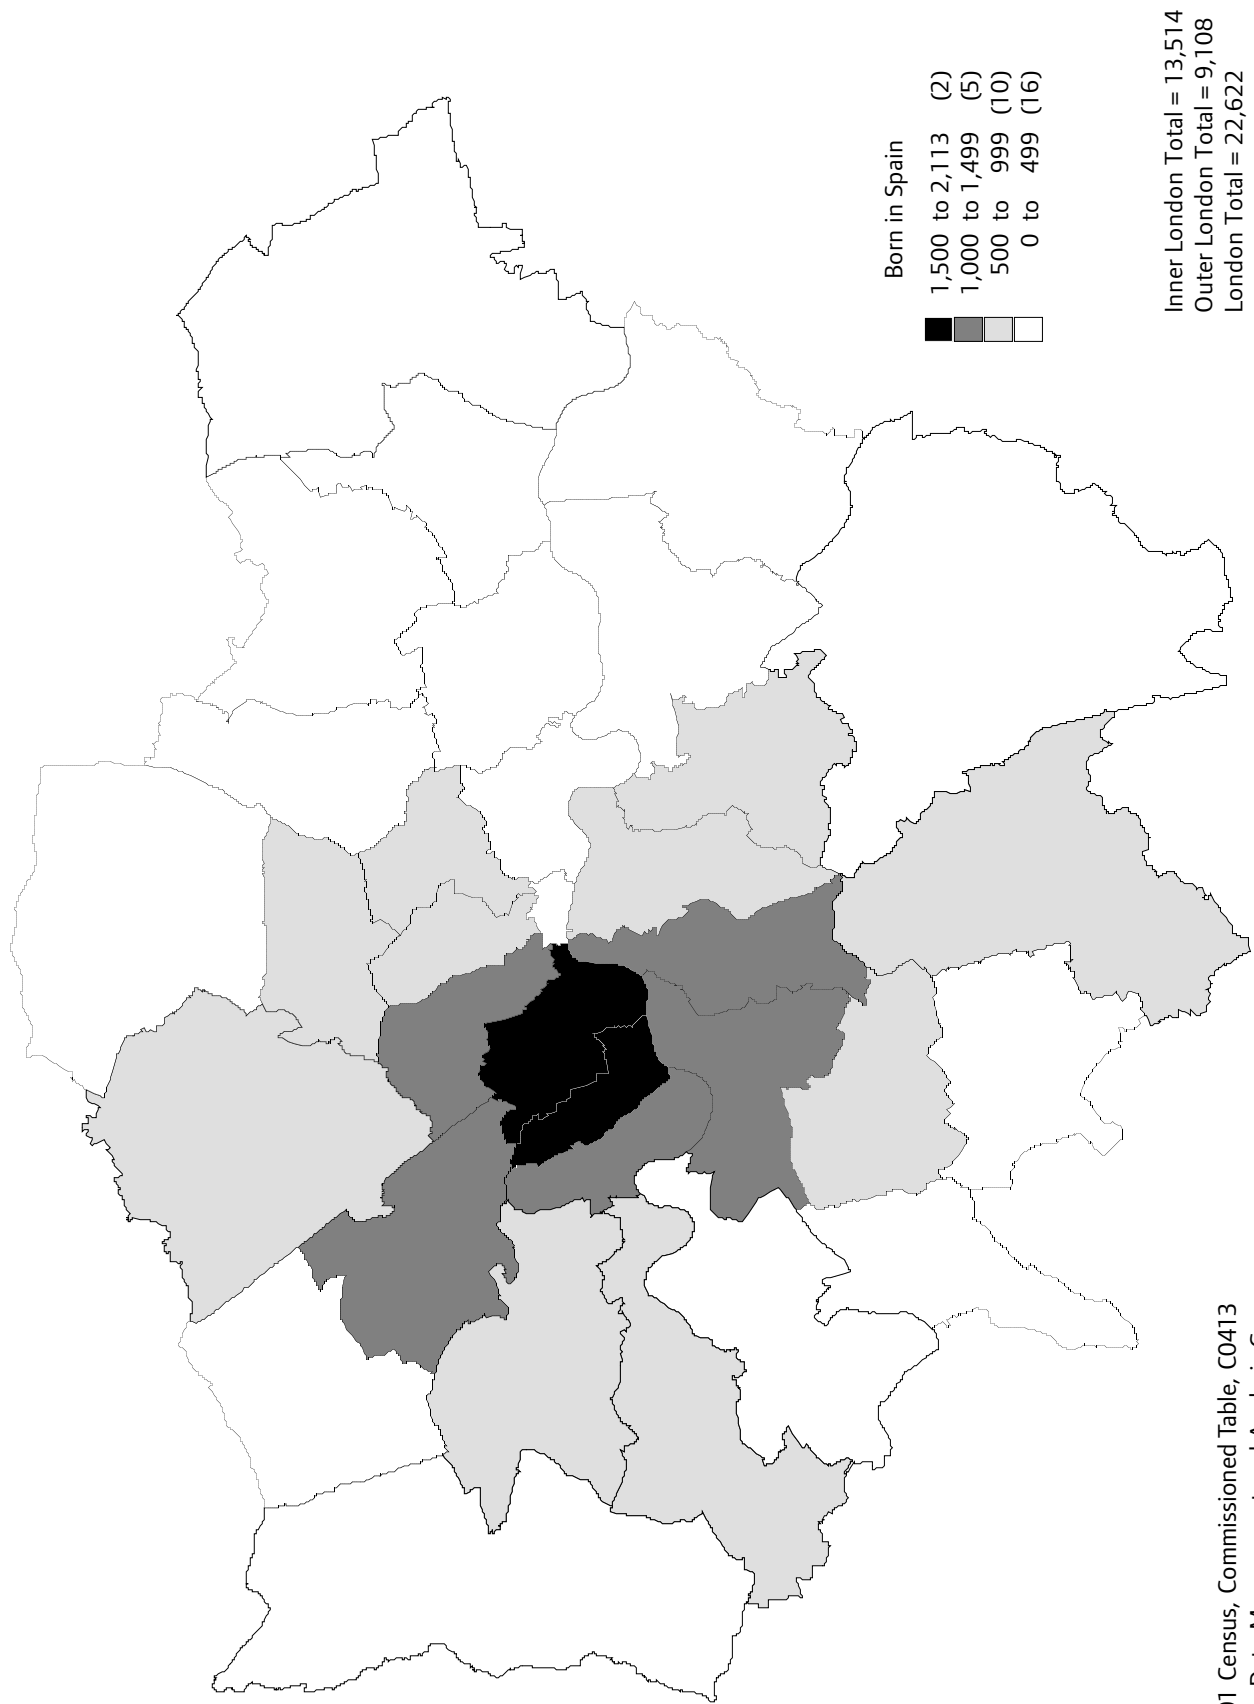 Born in Spain
1,500 to 2,113 (2)
1,000 to 1,499 (5)
500 to 999 (10)
0 to 499 (16)
Inner London Total = 13,514
Outer London Total = 9,108
London Total = 22,622
Census, Commissioned Table, C0413